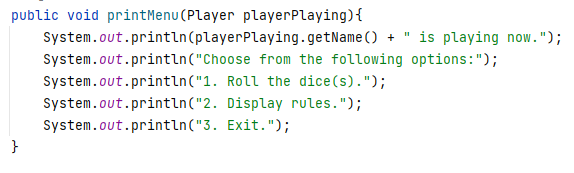 public void printMenu(Player playerPlaying){
    System.out.println(playerPlaying.getName() + " is playing now.");
    System.out.println("Choose from the following options:");
    System.out.println("1. Roll the dice(s).");
    System.out.println("2. Display rules.");
    System.out.println("3. Exit.");
}